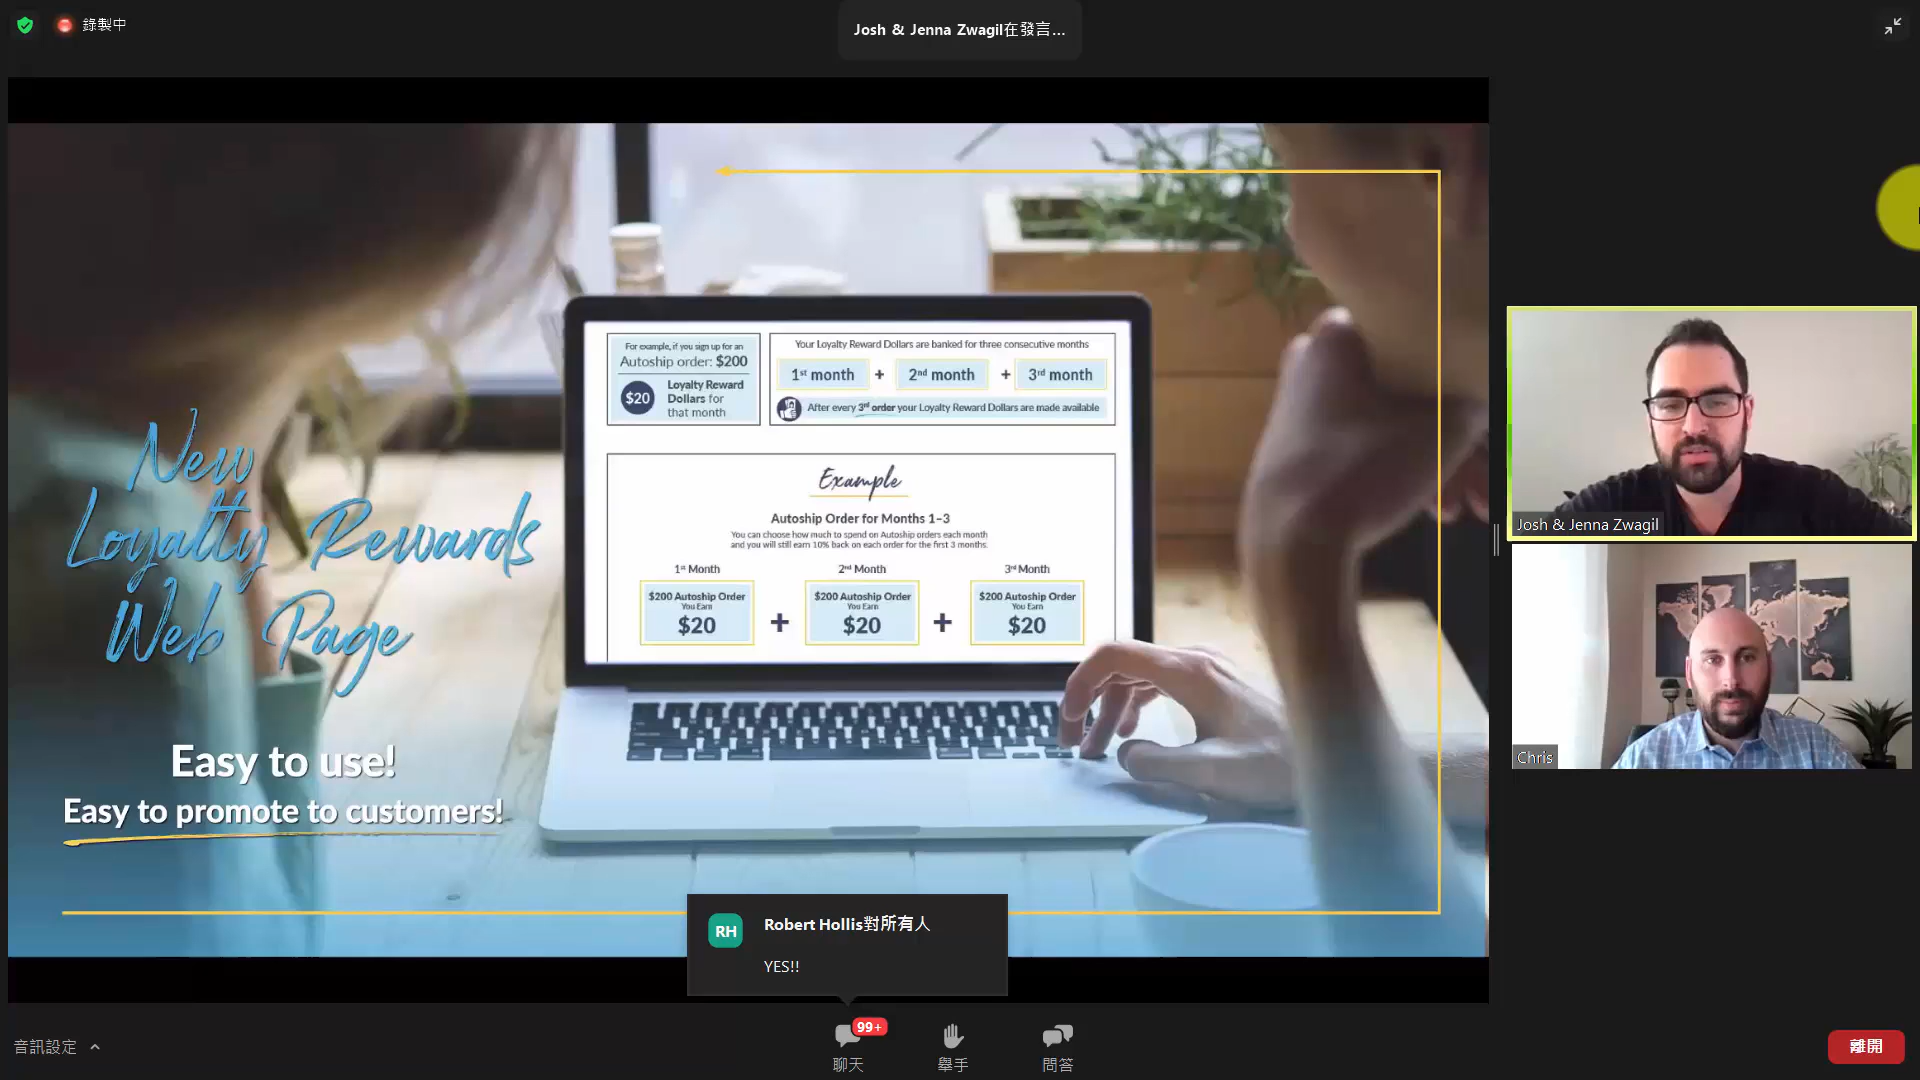 錄製中
Josh & Jenna Zwagil在發言...
New
Loyalty Rewards
Web Page
Easy to use!
Easy to promote to customers!
For example, if you sign up for an
Autoship order: $200
$20
Loyalty Reward
Dollars for
that month
Your Loyalty Reward Dollars are banked for three consecutive months
1st month + 2nd month + 3rd month
After every 3rd order your Loyalty Reward Dollars are made available
Example
Autoship Order for Months 1–3
You can choose how much to spend on Autoship orders each month
and you will still earn 10% back on each order for the first 3 months.
1st Month
2nd Month
3rd Month
$200 Autoship Order
You Earn
$20
+
$200 Autoship Order
You Earn
$20
+
$200 Autoship Order
You Earn
$20
Josh & Jenna Zwagil
Chris
RH
Robert Hollis對所有人
YES!!
音訊設定
99+
聊天
舉手
問答
離開